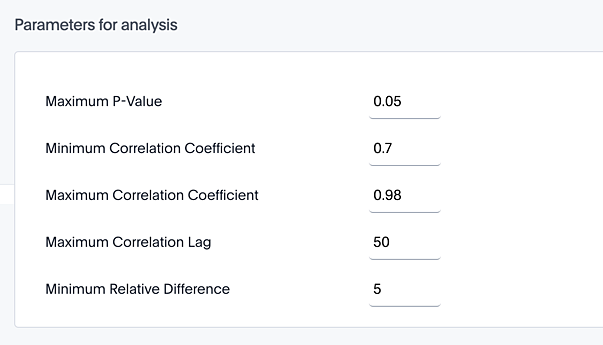 Parameters for analysis
Maximum P-Value 0.05
Minimum Correlation Coefficient 0.7
Maximum Correlation Coefficient 0.98
Maximum Correlation Lag 50
Minimum Relative Difference 5